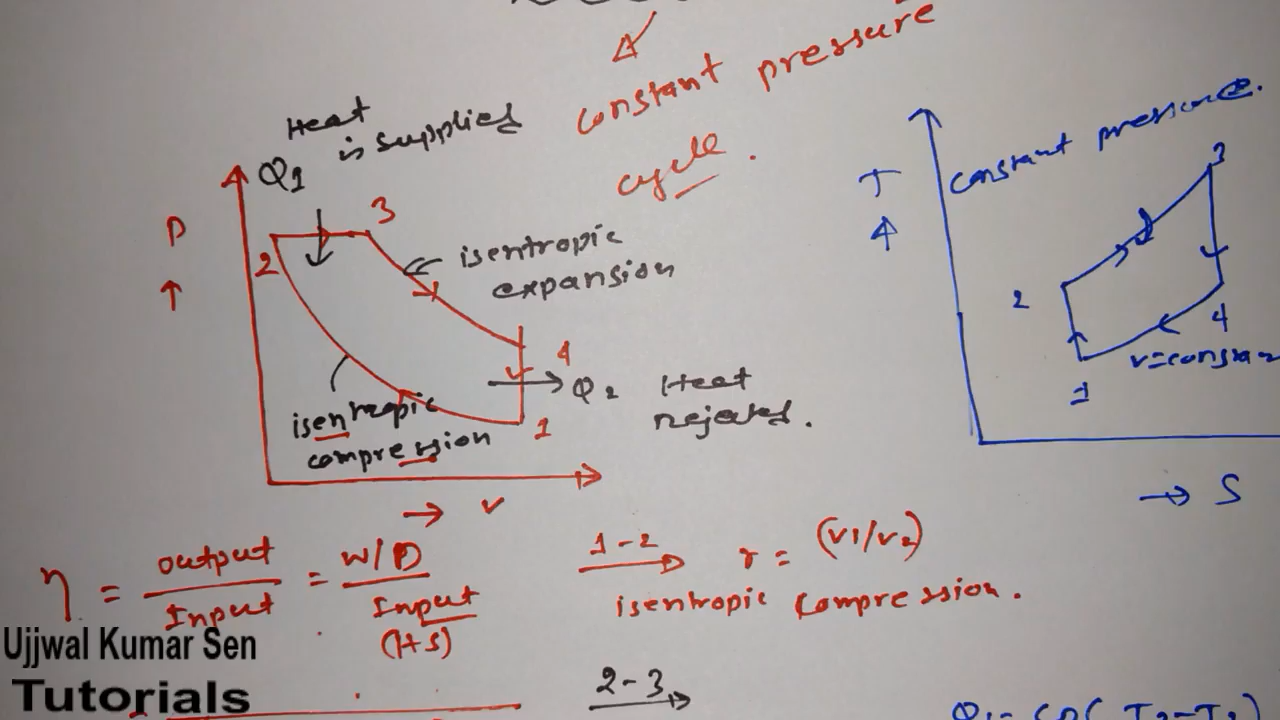 constant pressure
cycle.
Heat
is supplied
Q1
P
2
3
isentropic
expansion
4
Q2 Heat
rejected.
isentropic
compression
1
v
T
constant pressure.
3
2
4
v=constan
1
S
η = output / Input = W/D / Input
(H+S)
1-2
r = (v1/v2)
isentropic compression.
2-3
Ujjwal Kumar Sen
Tutorials